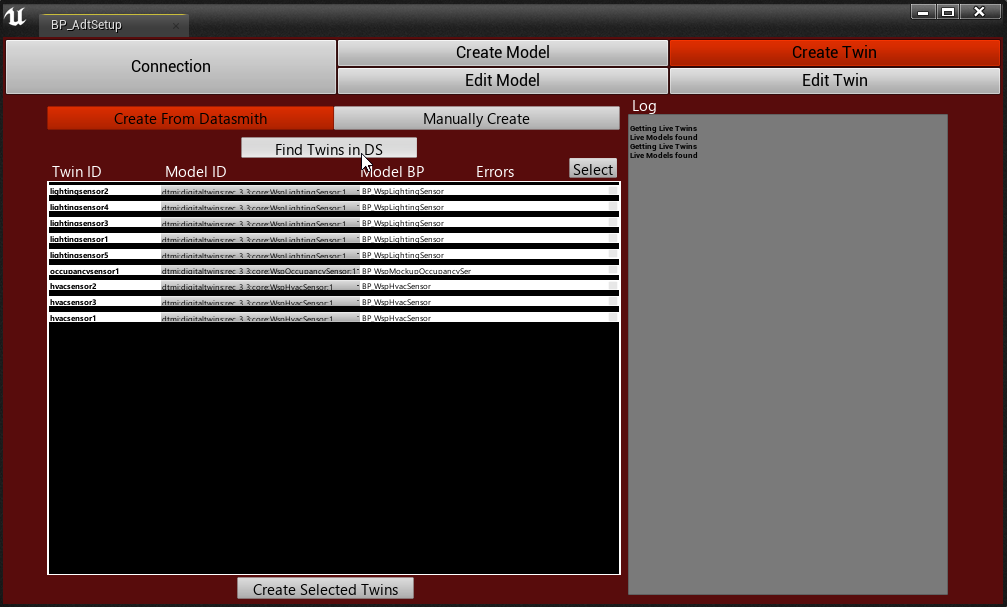 BP_AdtSetup
Connection
Create Model
Create Twin
Edit Model
Edit Twin
Create From Datasmith
Manually Create
Find Twins in DS
Twin ID Model ID Model BP Errors Select
lightingsensor2 dtmi:digitaltwins:rec_3_3:core:WspLightingSensor;1 BP_WspLightingSensor
lightingsensor4 dtmi:digitaltwins:rec_3_3:core:WspLightingSensor;1 BP_WspLightingSensor
lightingsensor3 dtmi:digitaltwins:rec_3_3:core:WspLightingSensor;1 BP_WspLightingSensor
lightingsensor1 dtmi:digitaltwins:rec_3_3:core:WspLightingSensor;1 BP_WspLightingSensor
lightingsensor5 dtmi:digitaltwins:rec_3_3:core:WspLightingSensor;1 BP_WspLightingSensor
occupancysensor1 dtmi:digitaltwins:rec_3_3:core:WspOccupancySensor;1 BP_WspMockupOccupancySer
hvacsensor2 dtmi:digitaltwins:rec_3_3:core:WspHvacSensor;1 BP_WspHvacSensor
hvacsensor3 dtmi:digitaltwins:rec_3_3:core:WspHvacSensor;1 BP_WspHvacSensor
hvacsensor1 dtmi:digitaltwins:rec_3_3:core:WspHvacSensor;1 BP_WspHvacSensor
Create Selected Twins
Log
Getting Live Twins
Live Models found
Getting Live Twins
Live Models found